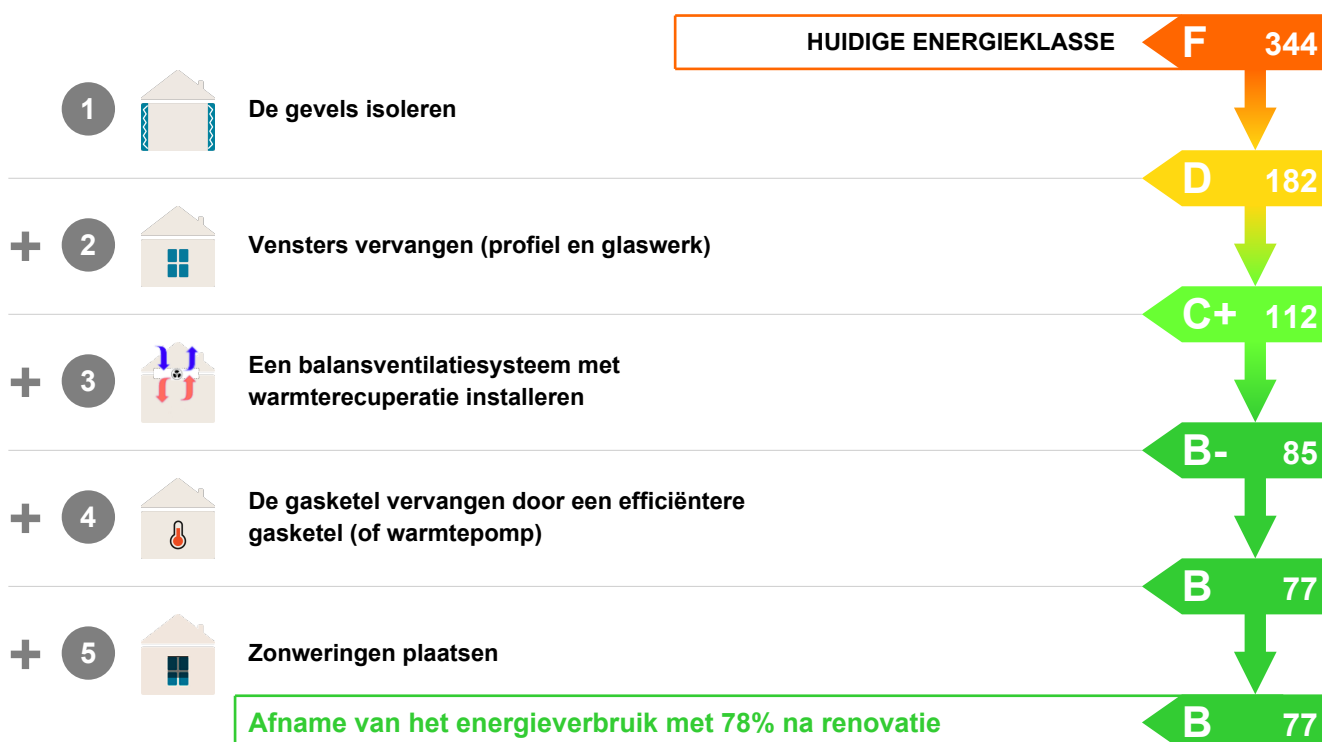 HUIDIGE ENERGIEKLASSE F 344
1 De gevels isoleren
D 182
+ 2 Vensters vervangen (profiel en glaswerk)
C+ 112
+ 3 Een balansventilatiesysteem met
warmterecuperatie installeren
B- 85
+ 4 De gasketel vervangen door een efficiëntere
gasketel (of warmtepomp)
B 77
+ 5 Zonweringen plaatsen
Afname van het energieverbruik met 78% na renovatie B 77